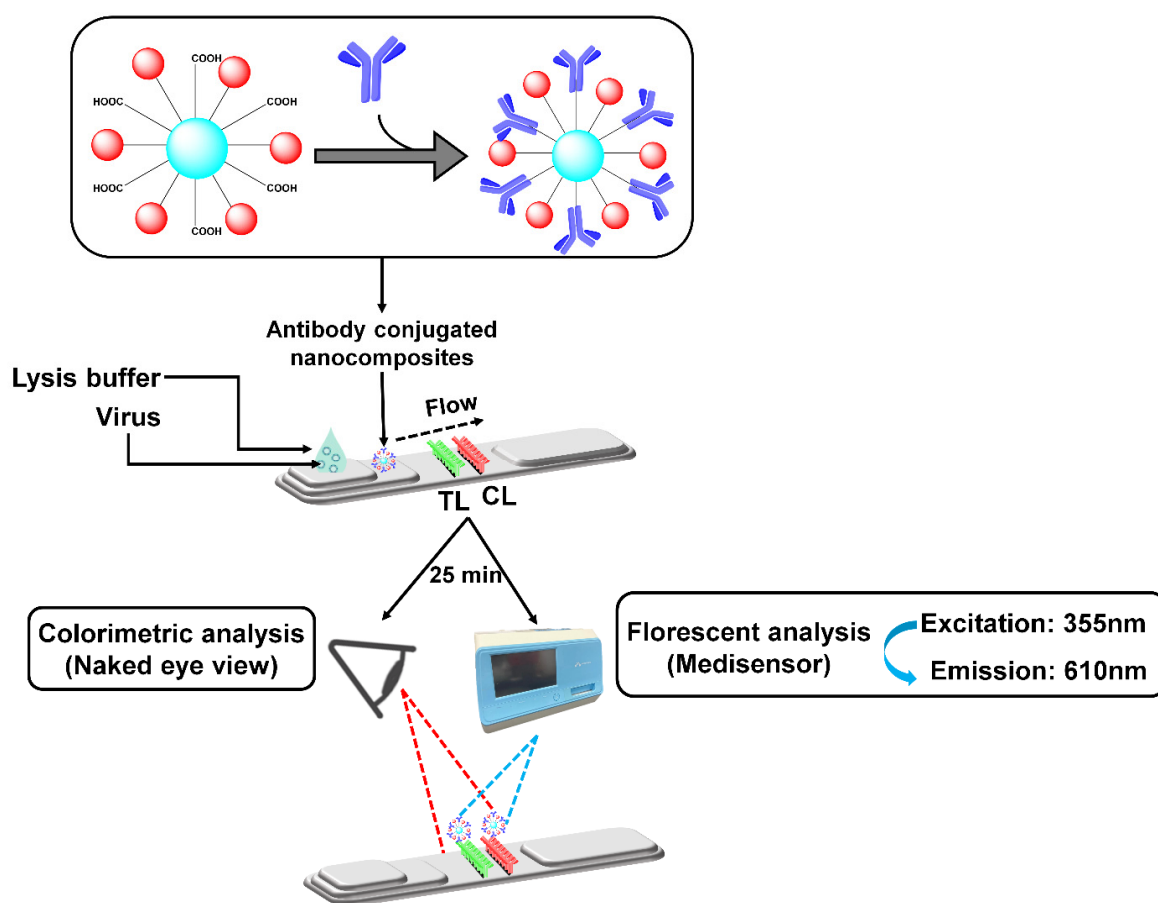 COOH
HOOC
COOH
HOOC
COOH
COOH
Antibody conjugated
nanocomposites
Lysis buffer
Virus
Flow
TL
CL
25 min
Colorimetric analysis
(Naked eye view)
Florescent analysis
(Medisensor)
Excitation: 355nm
Emission: 610nm